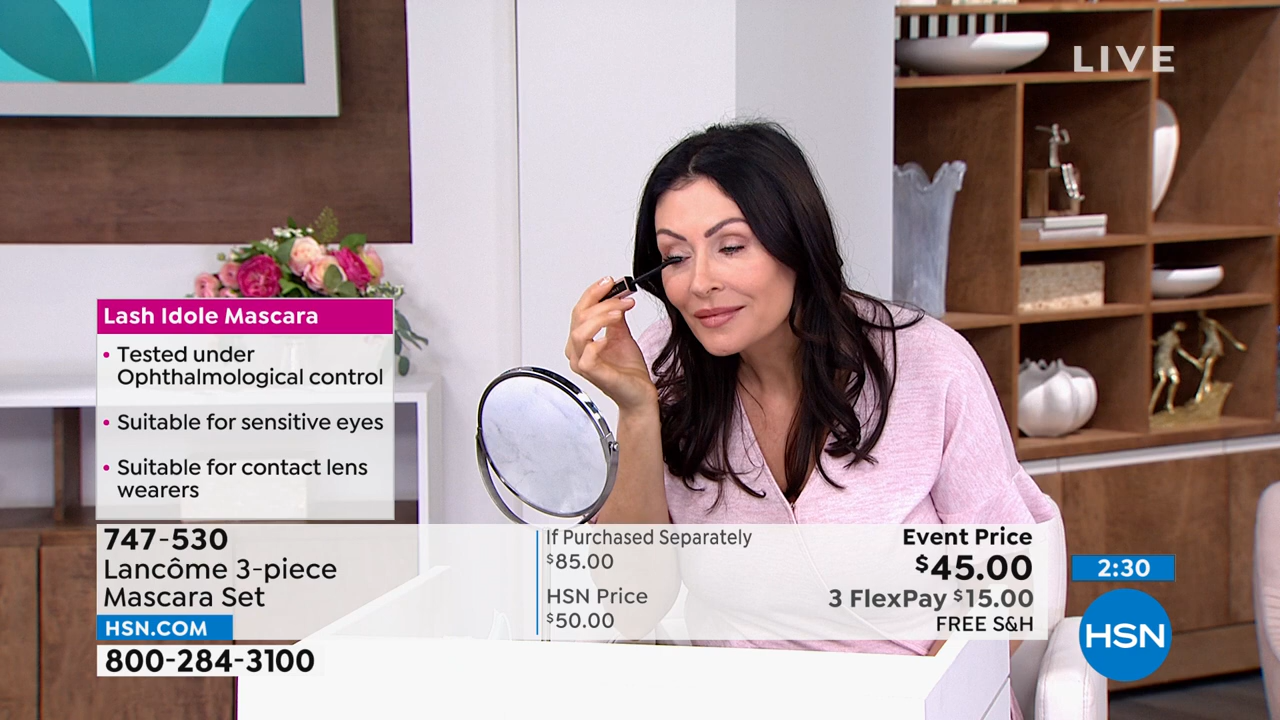 LIVE
Lash Idole Mascara
• Tested under
Ophthalmological control
• Suitable for sensitive eyes
• Suitable for contact lens
wearers
747-530
Lancôme 3-piece
Mascara Set
HSN.COM
800-284-3100
If Purchased Separately
$85.00
HSN Price
$50.00
Event Price
$45.00
3 FlexPay $15.00
FREE S&H
2:30
HSN